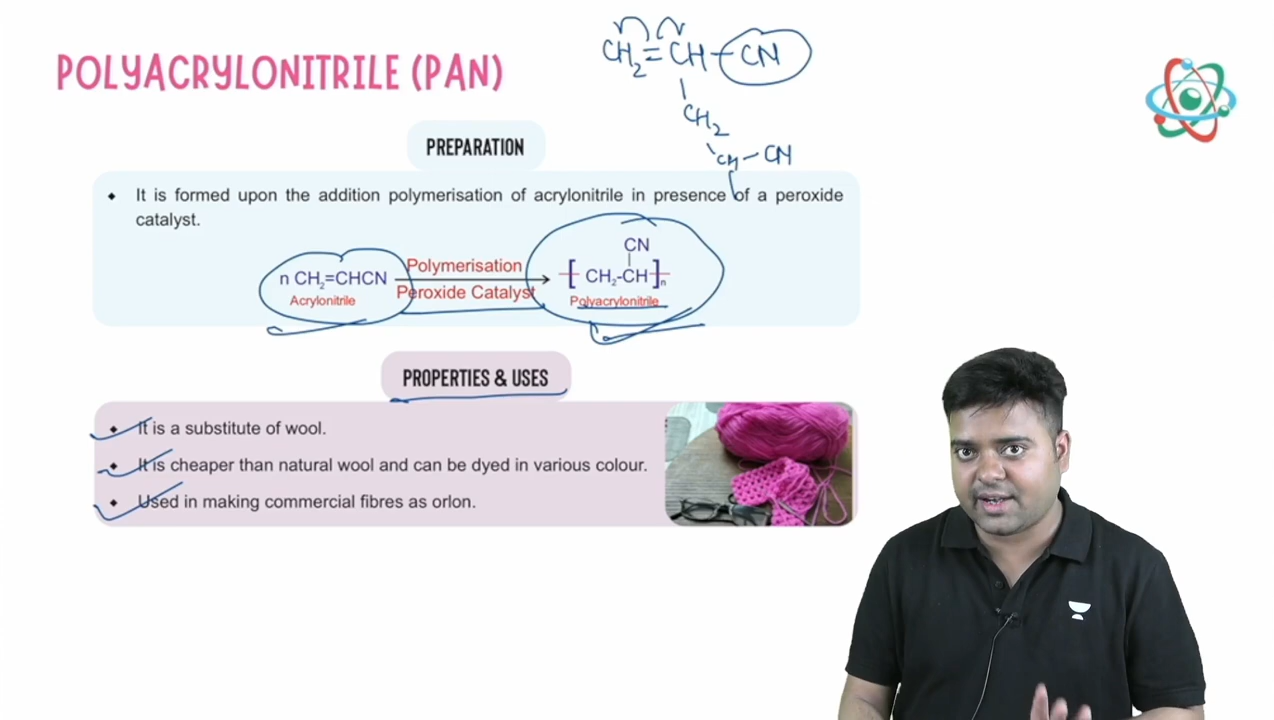 CH2=CH-CN
POLYACRYLONITRILE (PAN)
CH2
CH-CN
PREPARATION
It is formed upon the addition polymerisation of acrylonitrile in presence of a peroxide
catalyst.
CN
n CH2=CHCN Polymerisation [ CH2-CH ]n
Acrylonitrile Peroxide Catalyst Polyacrylonitrile
PROPERTIES & USES
It is a substitute of wool.
It is cheaper than natural wool and can be dyed in various colour.
Used in making commercial fibres as orlon.